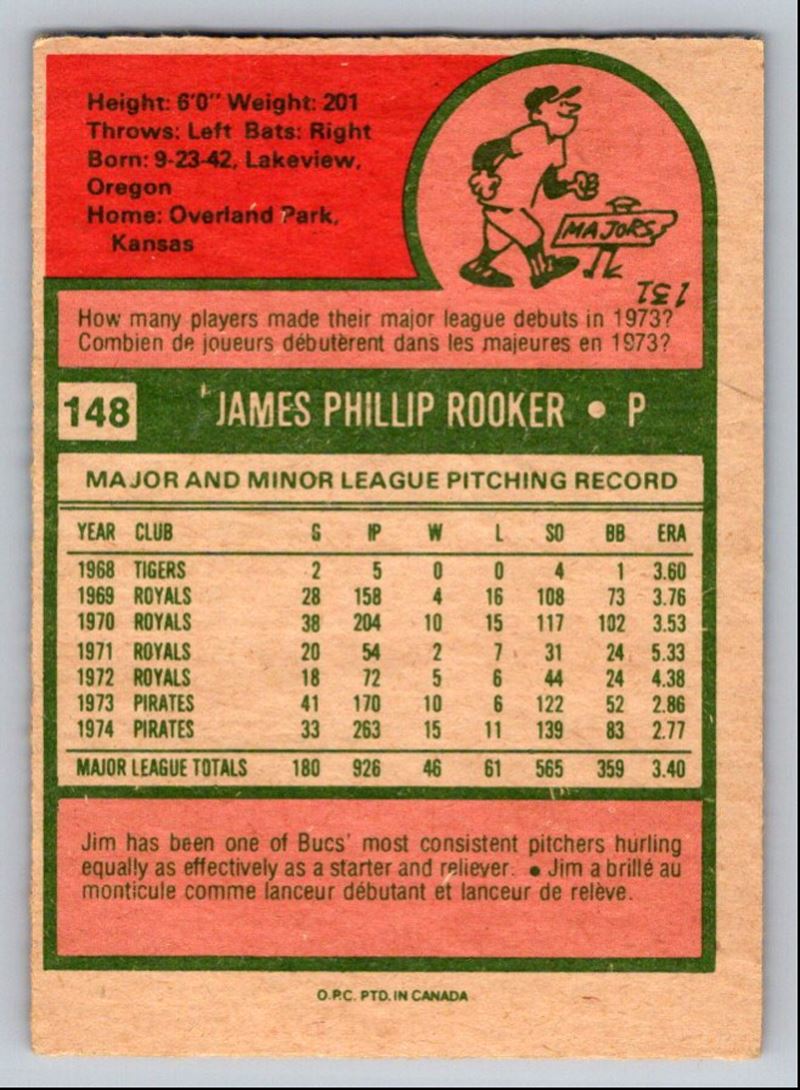 Height: 6'0" Weight: 201
Throws: Left Bats: Right
Born: 9-23-42, Lakeview,
Oregon
Home: Overland Park,
Kansas
MAJORS
131
How many players made their major league debuts in 1973?
Combien de joueurs débutèrent dans les majeures en 1973?
148 JAMES PHILLIP ROOKER • P
MAJOR AND MINOR LEAGUE PITCHING RECORD
YEAR CLUB G IP W L SO BB ERA
1968 TIGERS 2 5 0 0 4 1 3.60
1969 ROYALS 28 158 4 16 108 73 3.76
1970 ROYALS 38 204 10 15 117 102 3.53
1971 ROYALS 20 54 2 7 31 24 5.33
1972 ROYALS 18 72 5 6 44 24 4.38
1973 PIRATES 41 170 10 6 122 52 2.86
1974 PIRATES 33 263 15 11 139 83 2.77
MAJOR LEAGUE TOTALS 180 926 46 61 565 359 3.40
Jim has been one of Bucs' most consistent pitchers hurling
equally as effectively as a starter and reliever. • Jim a brillé au
monticule comme lanceur débutant et lanceur de relève.
O.P.C. PTD. IN CANADA